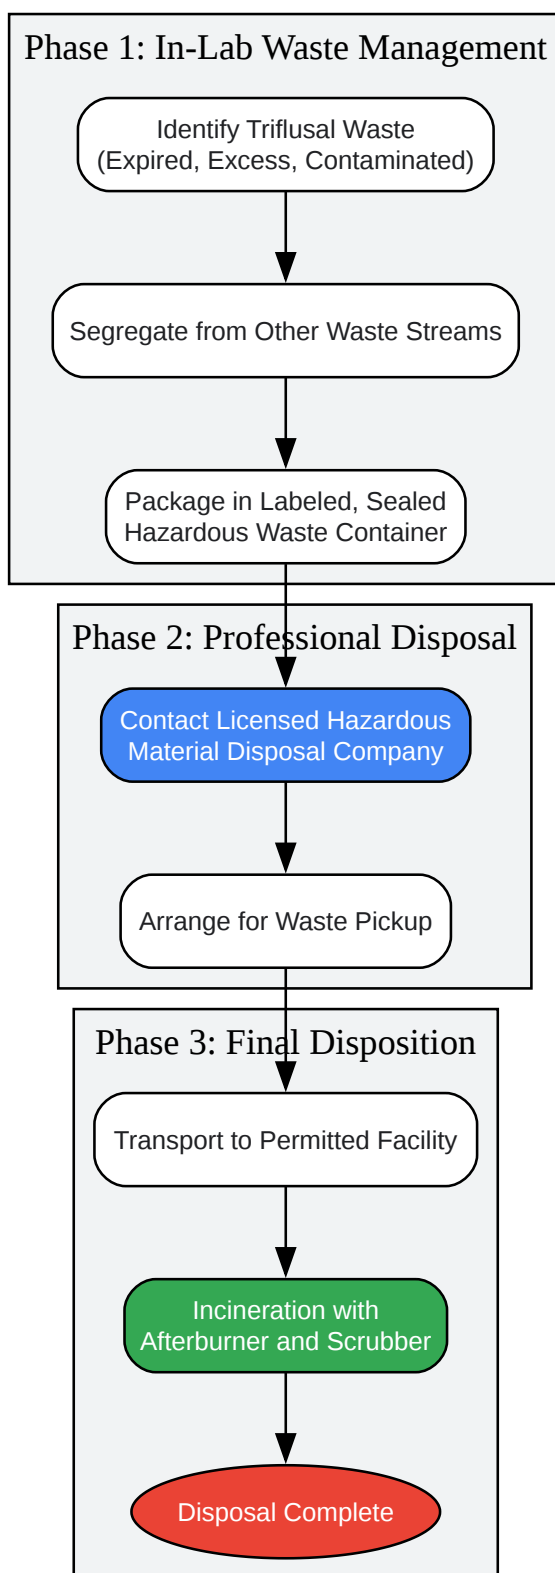 Phase 1: In-Lab Waste Management
Identify Triflusal Waste
(Expired, Excess, Contaminated)
Segregate from Other Waste Streams
Package in Labeled, Sealed
Hazardous Waste Container
Phase 2: Professional Disposal
Contact Licensed Hazardous
Material Disposal Company
Arrange for Waste Pickup
Phase 3: Final Disposition
Transport to Permitted Facility
Incineration with
Afterburner and Scrubber
Disposal Complete